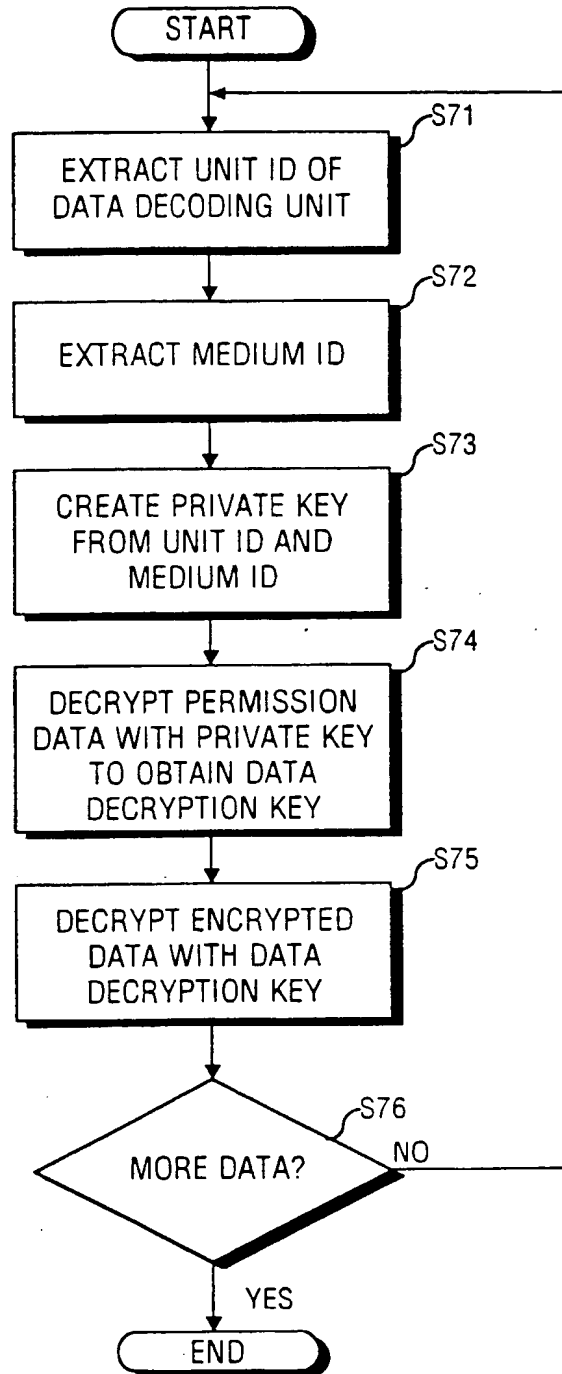 START
S71
EXTRACT UNIT ID OF
DATA DECODING UNIT
S72
EXTRACT MEDIUM ID
S73
CREATE PRIVATE KEY
FROM UNIT ID AND
MEDIUM ID
S74
DECRYPT PERMISSION
DATA WITH PRIVATE KEY
TO OBTAIN DATA
DECRYPTION KEY
S75
DECRYPT ENCRYPTED
DATA WITH DATA
DECRYPTION KEY
S76
MORE DATA?
NO
YES
END